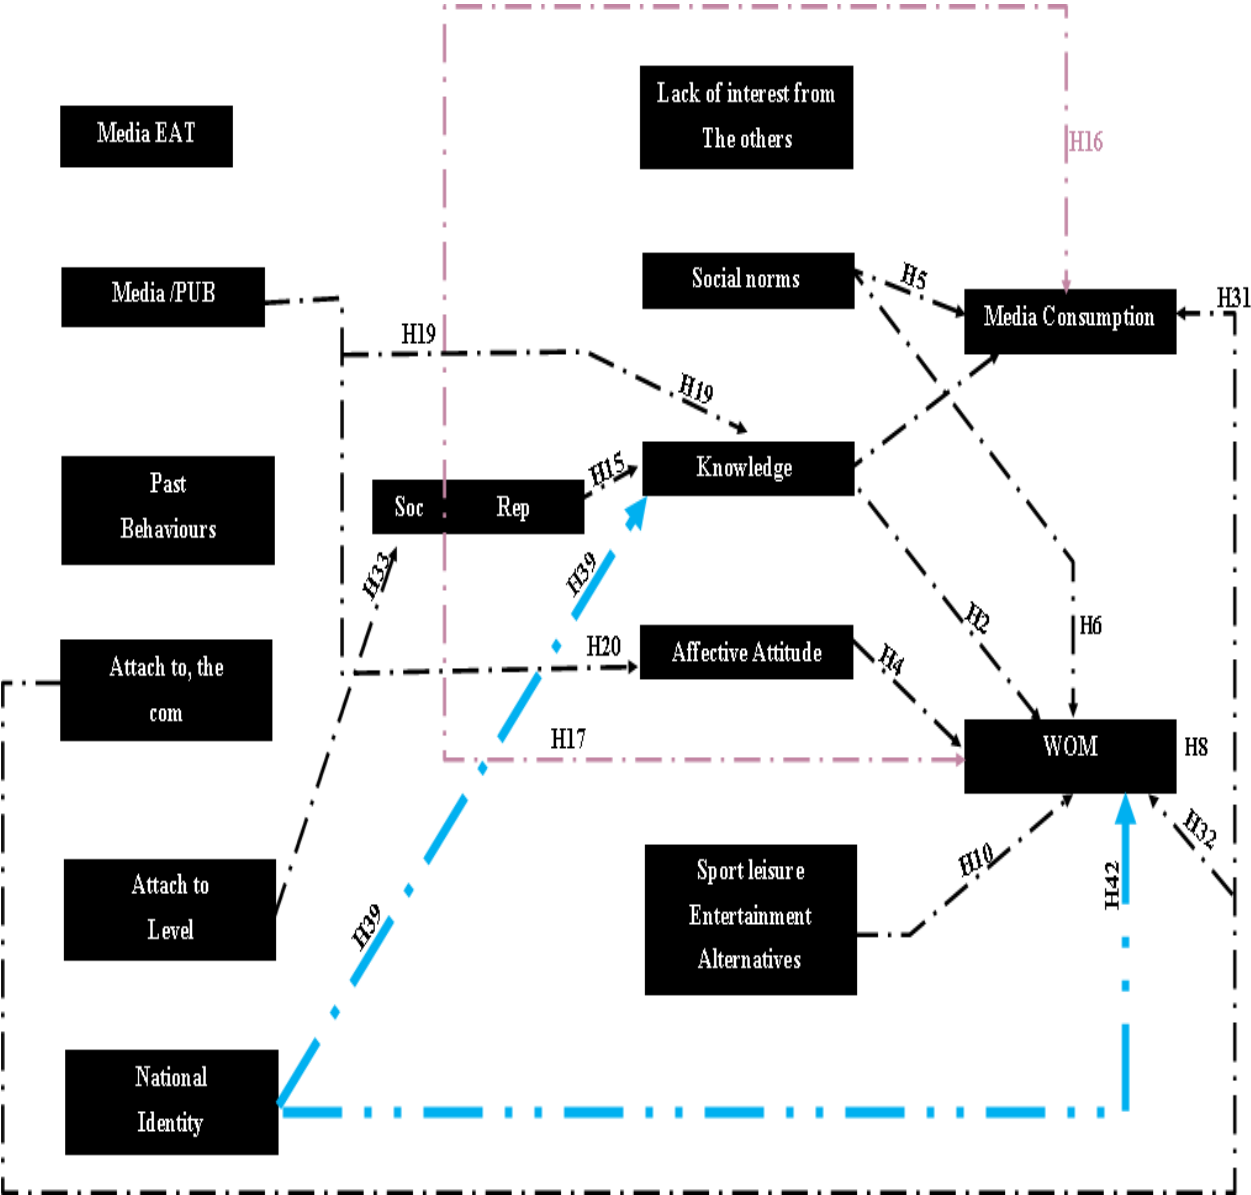 Lack of interest from
The others
Media EAT
H16
Social norms
H5
Media /PUB
H31
Media Consumption
H19
H19
Past
Behaviours
Knowledge
H15
Soc Rep
H39
H33
H2
H6
H20
Affective Attitude
H4
Attach to, the
com
H17
WOM
H8
H32
H10
H42
Sport leisure
Entertainment
Alternatives
Attach to
Level
H39
National
Identity